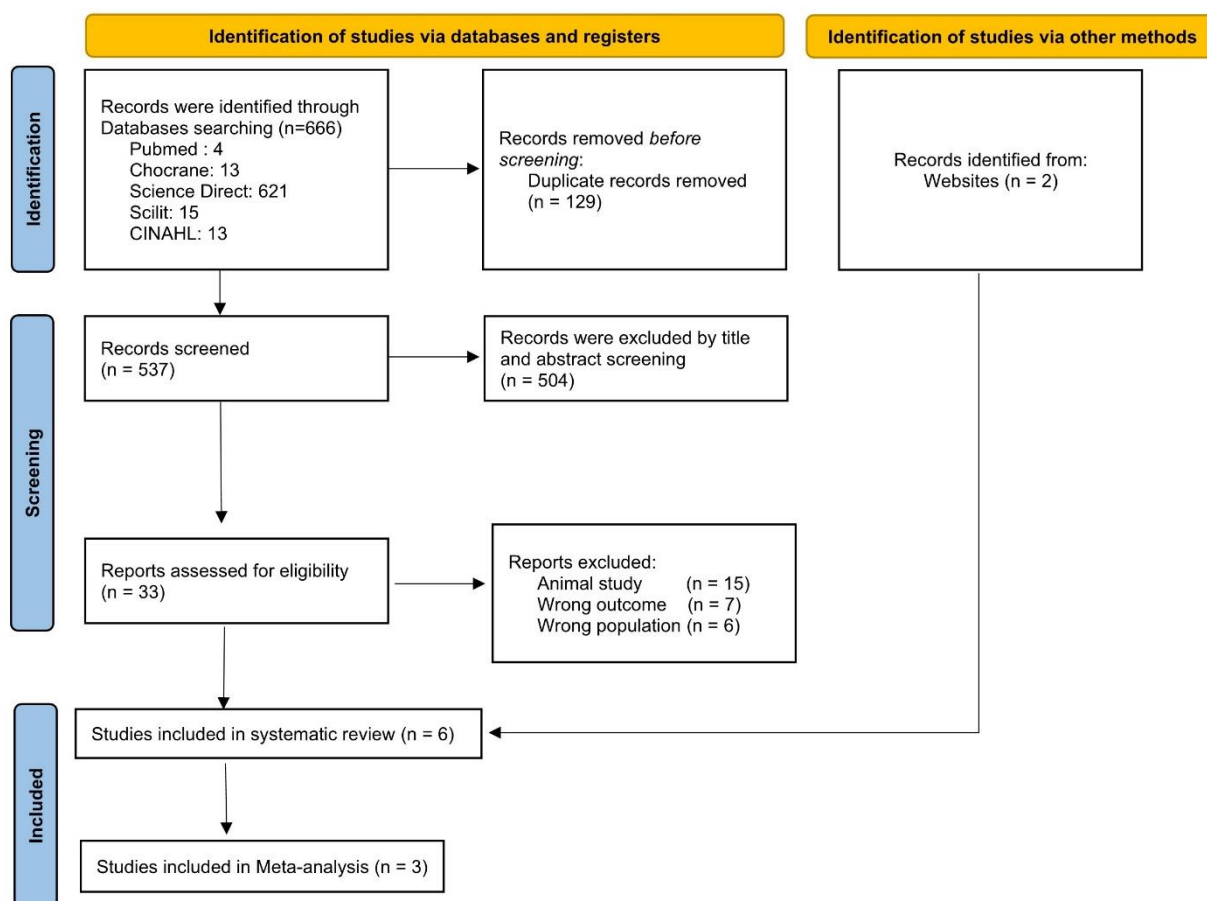 Identification of studies via databases and registers
Identification of studies via other methods
Identification
Records were identified through
Databases searching (n=666)
Pubmed : 4
Chocrane: 13
Science Direct: 621
Scilit: 15
CINAHL: 13
Records removed before
screening:
Duplicate records removed
(n = 129)
Records identified from:
Websites (n = 2)
Screening
Records screened
(n = 537)
Records were excluded by title
and abstract screening
(n = 504)
Reports assessed for eligibility
(n = 33)
Reports excluded:
Animal study (n = 15)
Wrong outcome (n = 7)
Wrong population (n = 6)
Included
Studies included in systematic review (n = 6)
Studies included in Meta-analysis (n = 3)